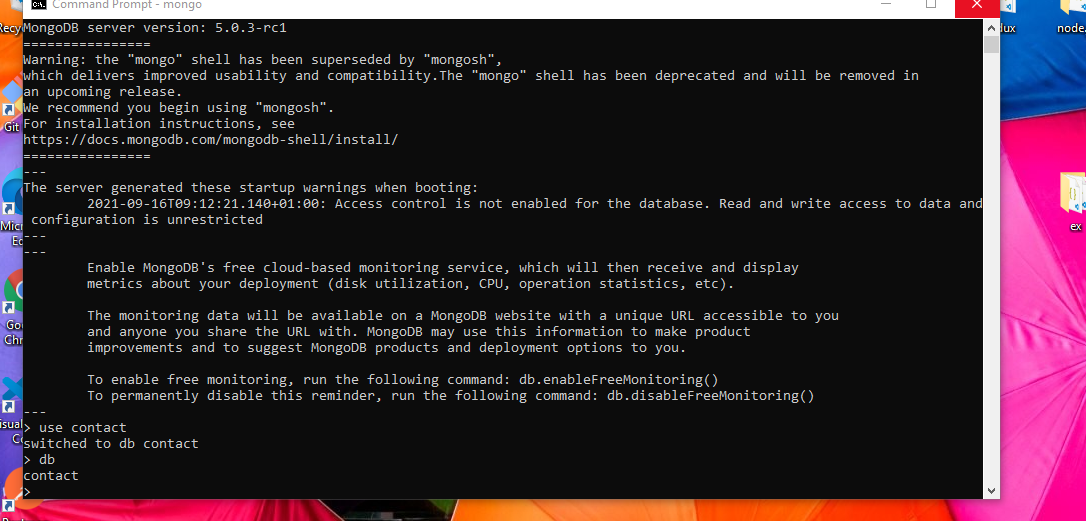 Command Prompt - mongo
MongoDB server version: 5.0.3-rc1
================
Warning: the "mongo" shell has been superseded by "mongosh",
which delivers improved usability and compatibility.The "mongo" shell has been deprecated and will be removed in
an upcoming release.
We recommend you begin using "mongosh".
For installation instructions, see
https://docs.mongodb.com/mongodb-shell/install/
================
---
The server generated these startup warnings when booting:
2021-09-16T09:12:21.140+01:00: Access control is not enabled for the database. Read and write access to data and
configuration is unrestricted
---
---
Enable MongoDB's free cloud-based monitoring service, which will then receive and display
metrics about your deployment (disk utilization, CPU, operation statistics, etc).
The monitoring data will be available on a MongoDB website with a unique URL accessible to you
and anyone you share the URL with. MongoDB may use this information to make product
improvements and to suggest MongoDB products and deployment options to you.
To enable free monitoring, run the following command: db.enableFreeMonitoring()
To permanently disable this reminder, run the following command: db.disableFreeMonitoring()
---
> use contact
switched to db contact
> db
contact
>
Recy
Git
Mic
Ed
Goo
Chr
isual
Co
lux
node.
ex